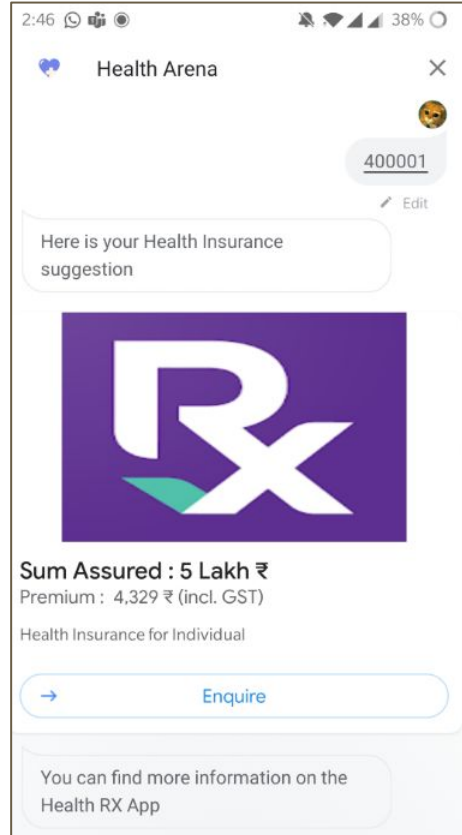 2:46 38%
Health Arena
400001
Edit
Here is your Health Insurance
suggestion
Rx
Sum Assured : 5 Lakh ₹
Premium : 4,329 ₹ (incl. GST)
Health Insurance for Individual
Enquire
You can find more information on the
Health RX App